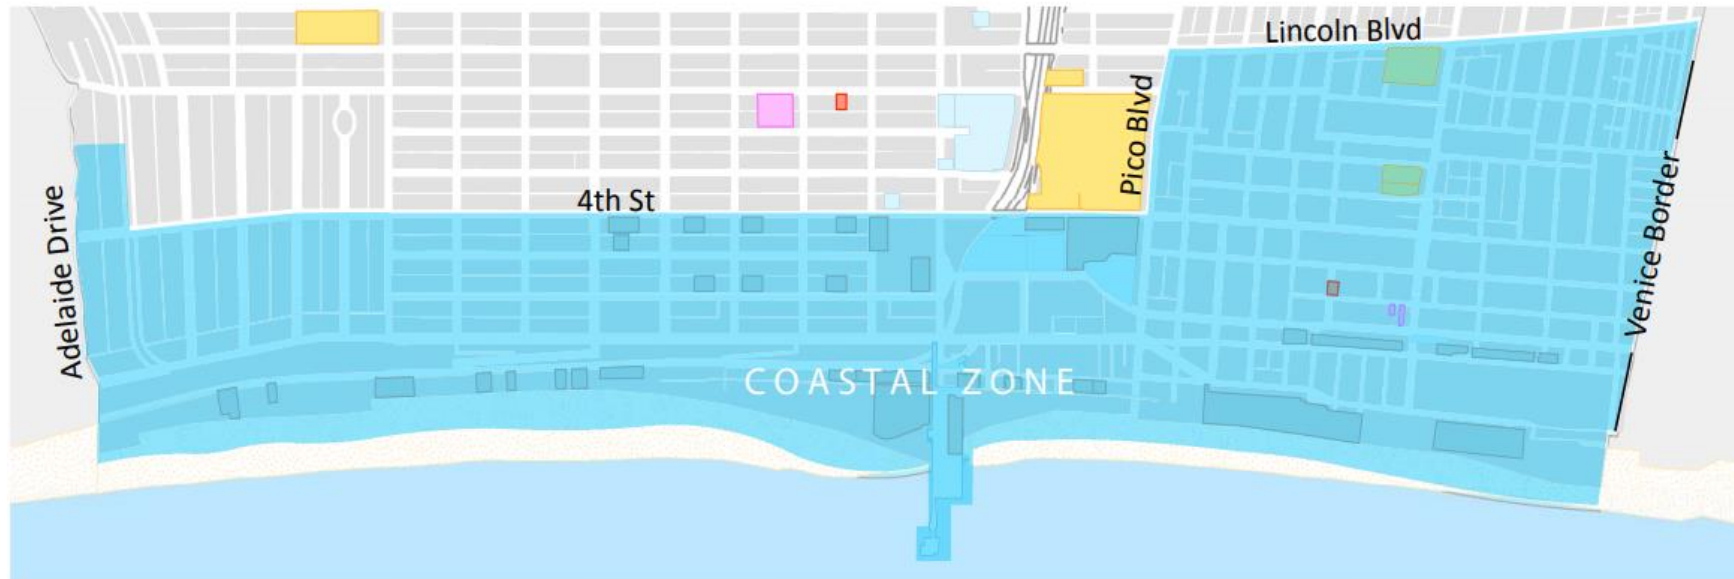 Lincoln Blvd
Pico Blvd
4th St
Adelaide Drive
Venice Border
COASTAL ZONE